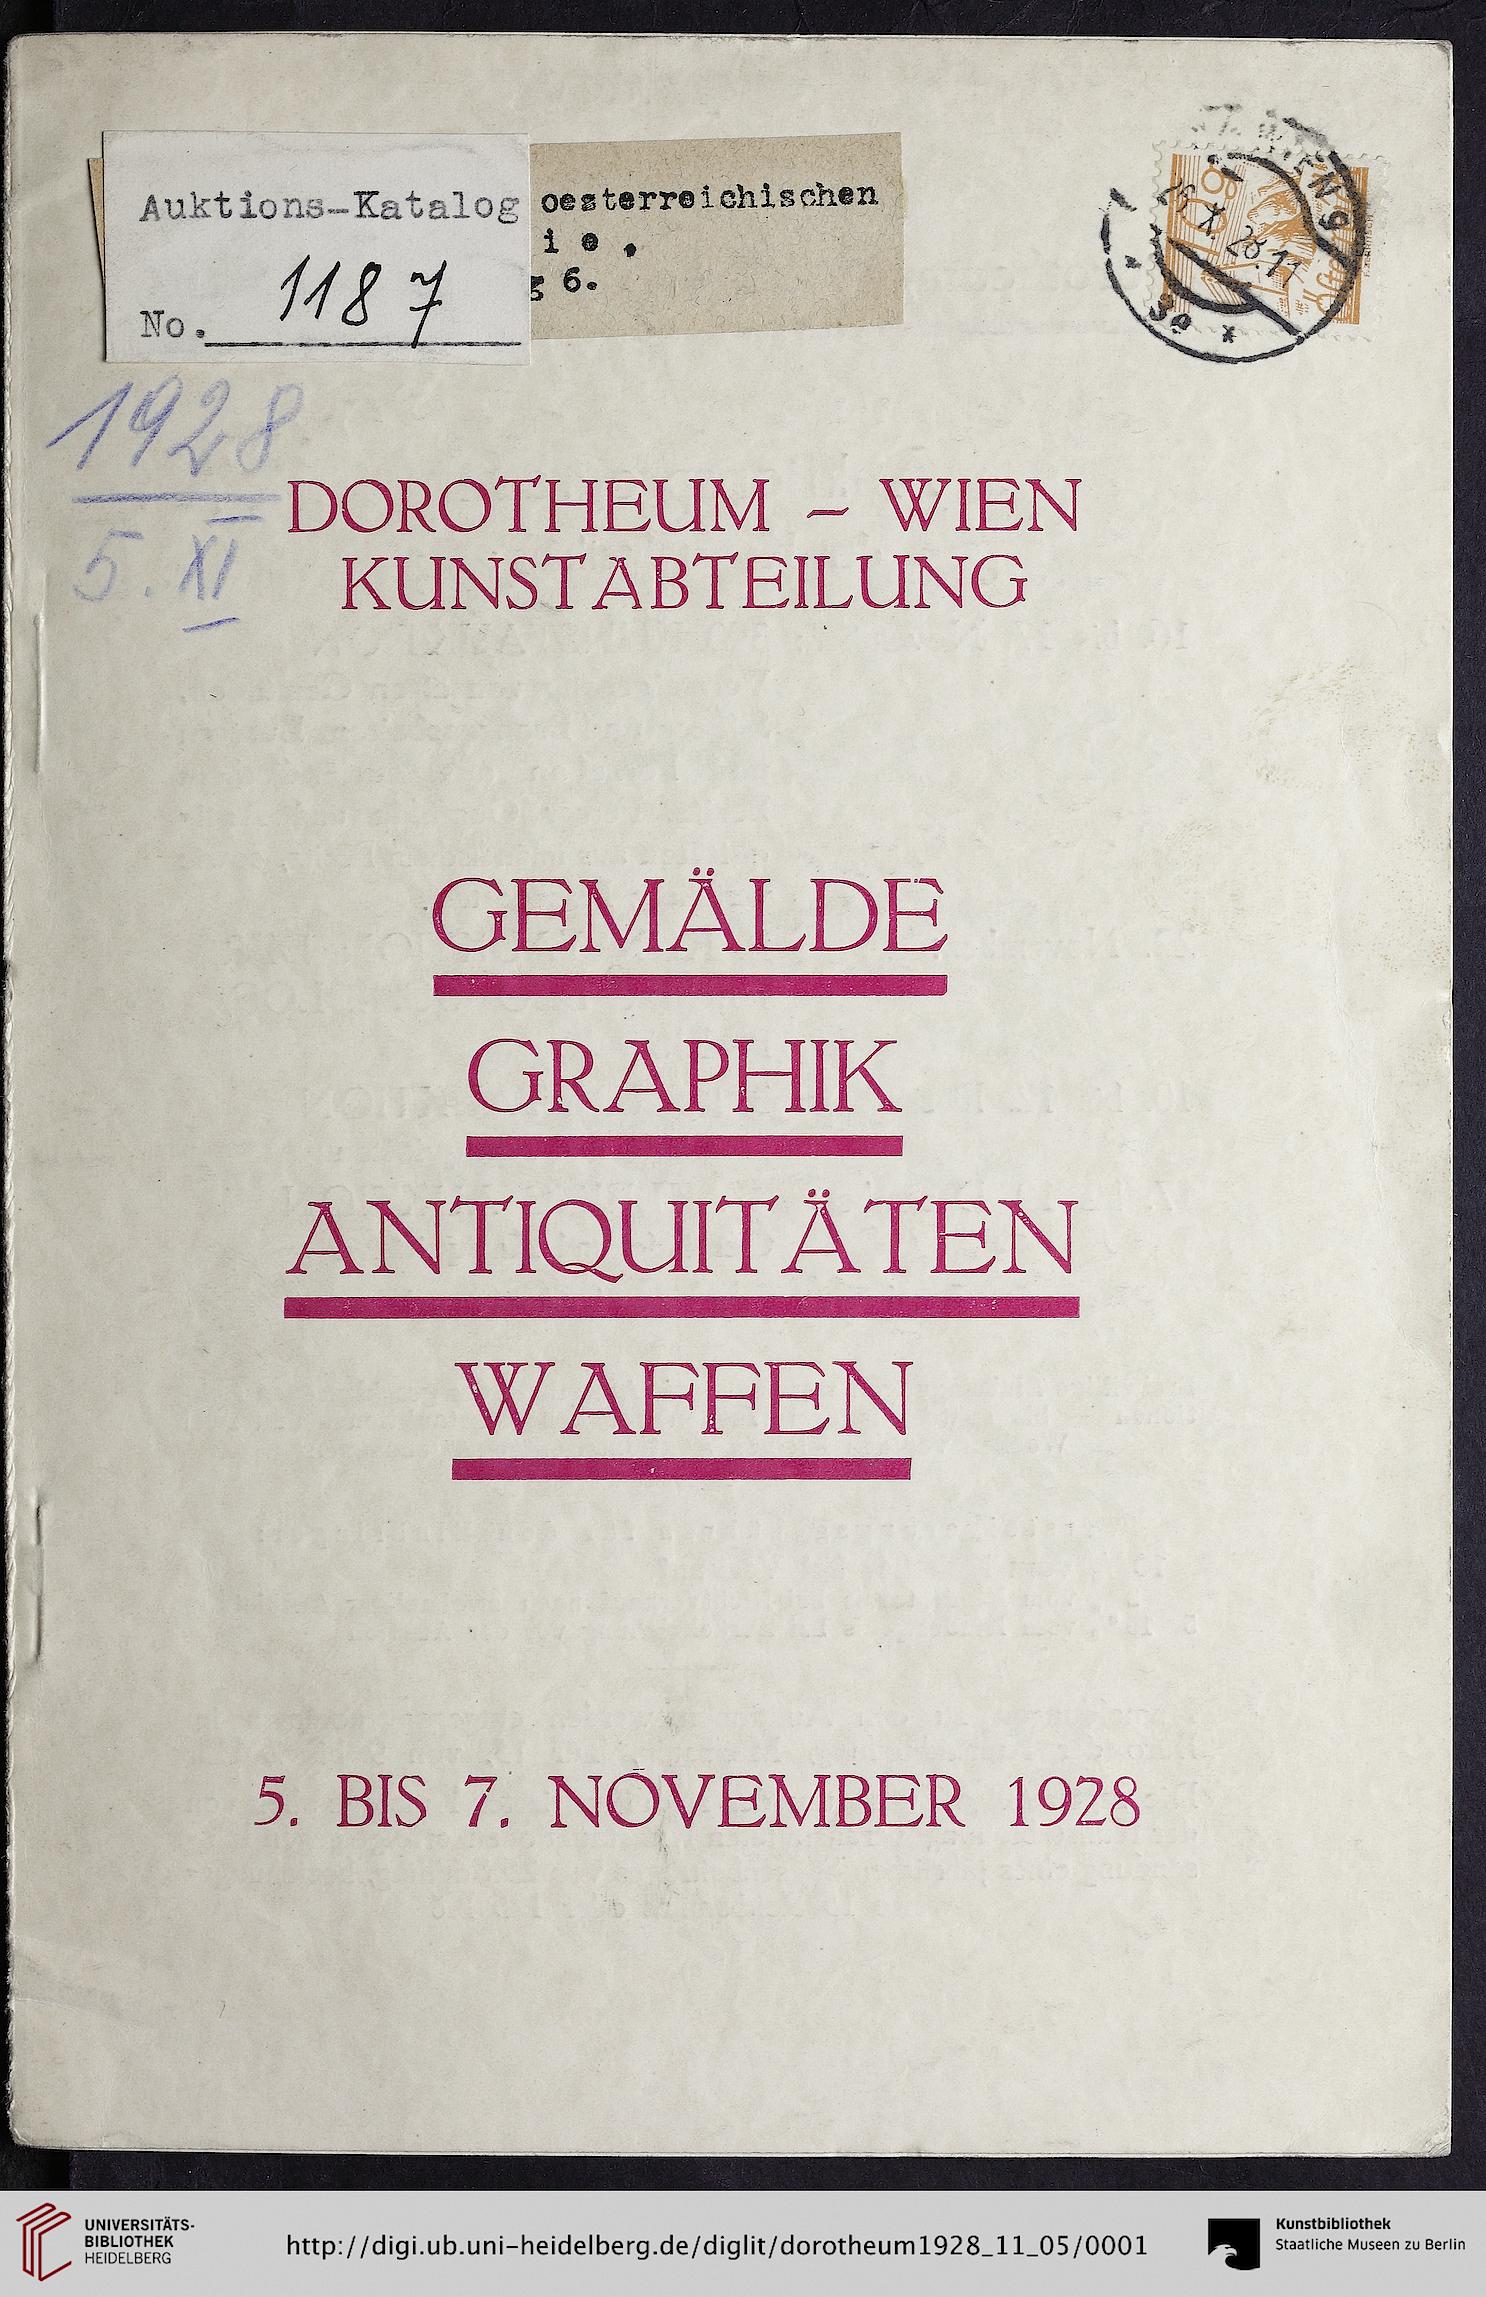 Auktions-Katalog
No. 1187
oesterreichischen
i e .
g 6.
1928
5. XI
DOROTHEUM – WIEN
KUNSTABTEILUNG
GEMÄLDE
GRAPHIK
ANTIQUITÄTEN
WAFFEN
5. BIS 7. NOVEMBER 1928
UNIVERSITÄTS-
BIBLIOTHEK
HEIDELBERG
http://digi.ub.uni-heidelberg.de/diglit/dorotheum1928_11_05/0001
Kunstbibliothek
Staatliche Museen zu Berlin